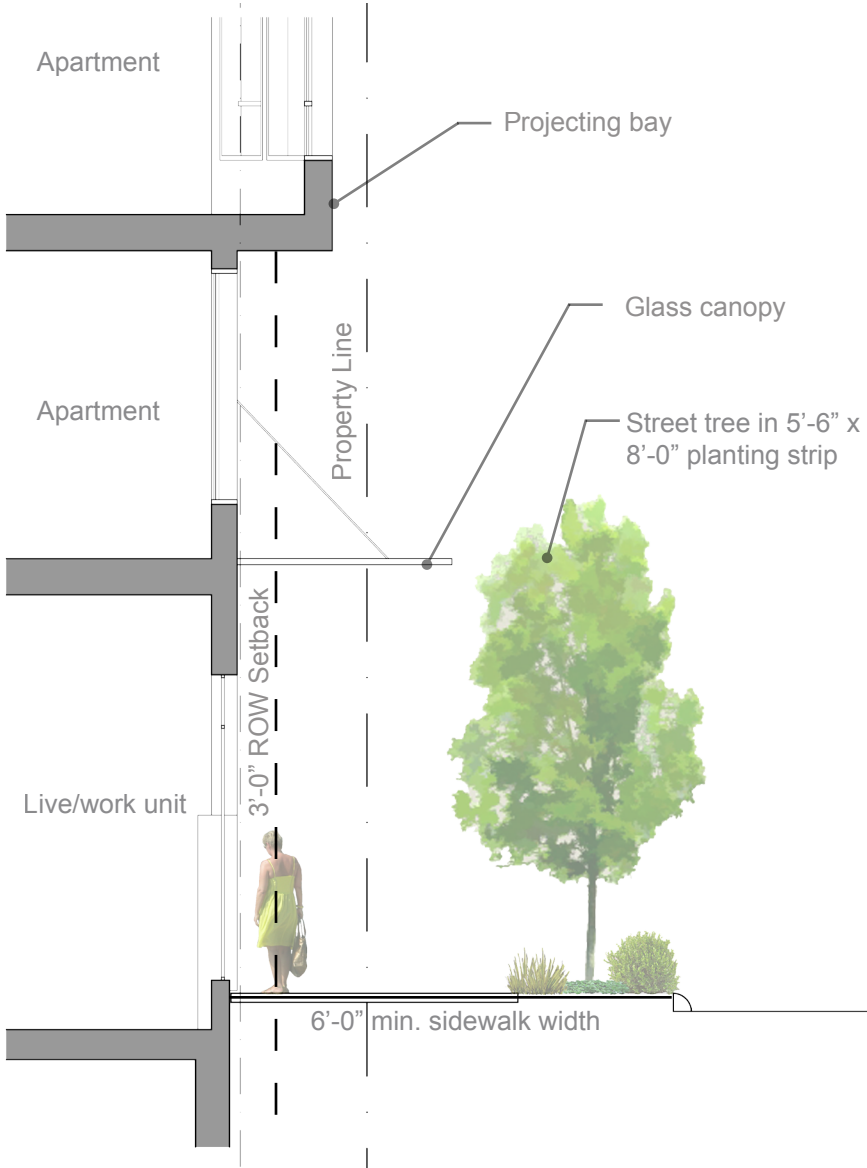 Apartment
Projecting bay
Glass canopy
Property Line
Apartment
Street tree in 5’-6” x
8’-0” planting strip
3’-0” ROW Setback
Live/work unit
6’-0” min. sidewalk width